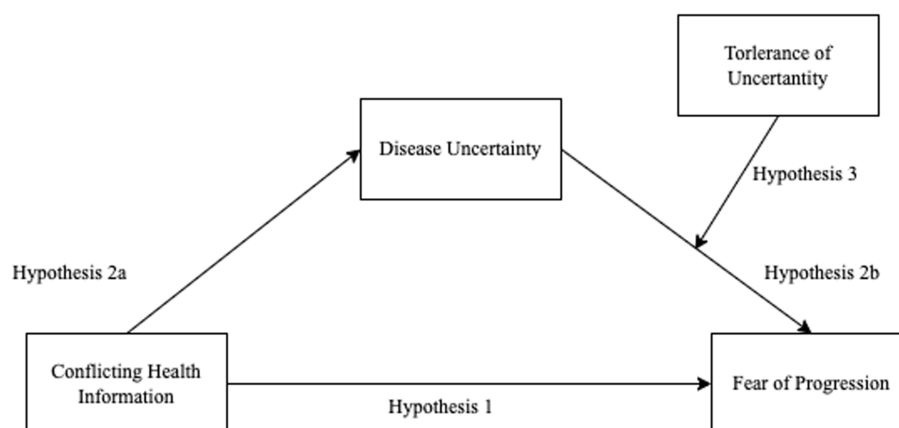 Torlerance of
Uncertantity
Disease Uncertainty
Hypothesis 3
Hypothesis 2a
Hypothesis 2b
Conflicting Health
Information
Fear of Progression
Hypothesis 1